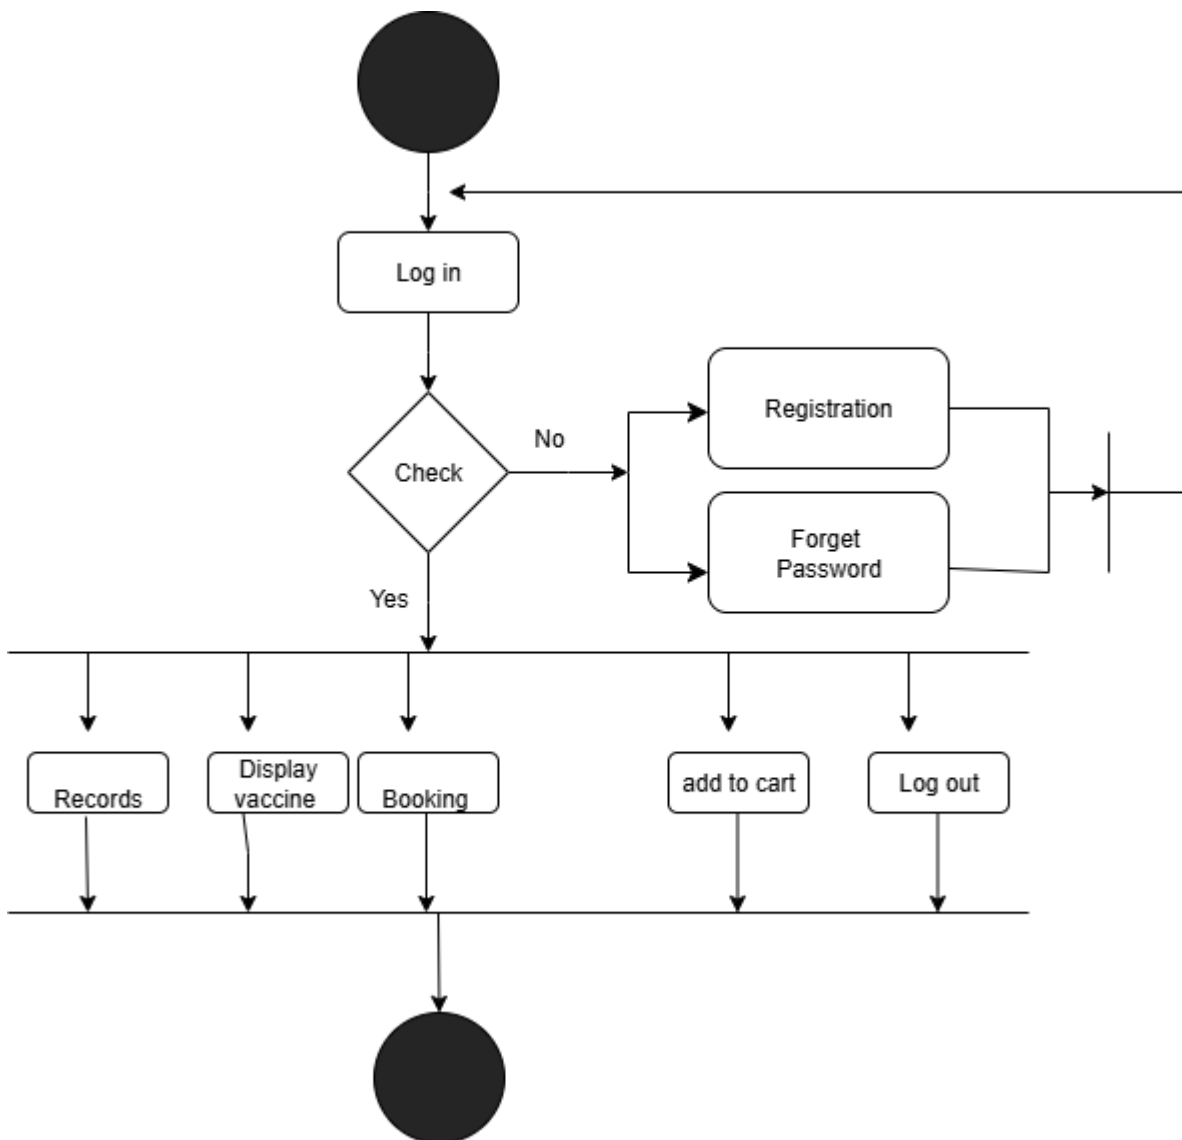 Log in
Registration
No
Check
Forget
Password
Yes
Records
Display
vaccine
Booking
add to cart
Log out